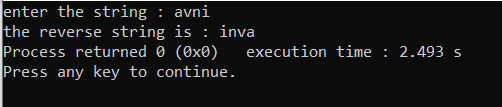 enter the string : avni
the reverse string is : inva
Process returned 0 (0x0)   execution time : 2.493 s
Press any key to continue.